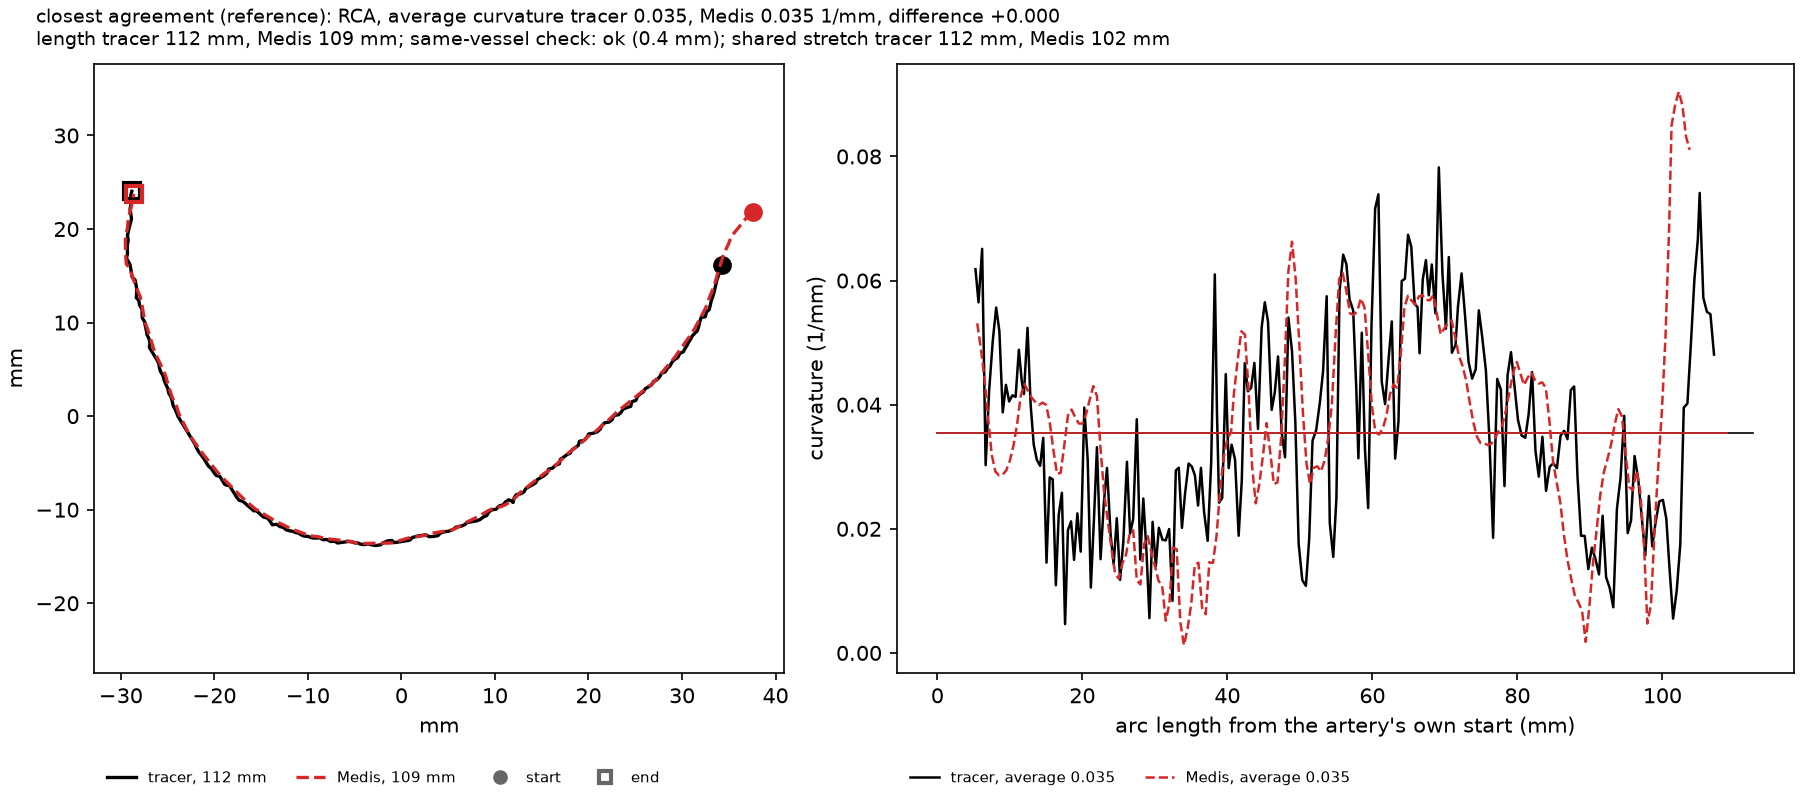 closest agreement (reference): RCA, average curvature tracer 0.035, Medis 0.035 1/mm, difference +0.000
length tracer 112 mm, Medis 109 mm; same-vessel check: ok (0.4 mm); shared stretch tracer 112 mm, Medis 102 mm
mm
30
20
10
0
−10
−20
−30
−20
−10
0
10
20
30
40
mm
tracer, 112 mm
Medis, 109 mm
start
end
curvature (1/mm)
0.08
0.06
0.04
0.02
0.00
0
20
40
60
80
100
arc length from the artery's own start (mm)
tracer, average 0.035
Medis, average 0.035